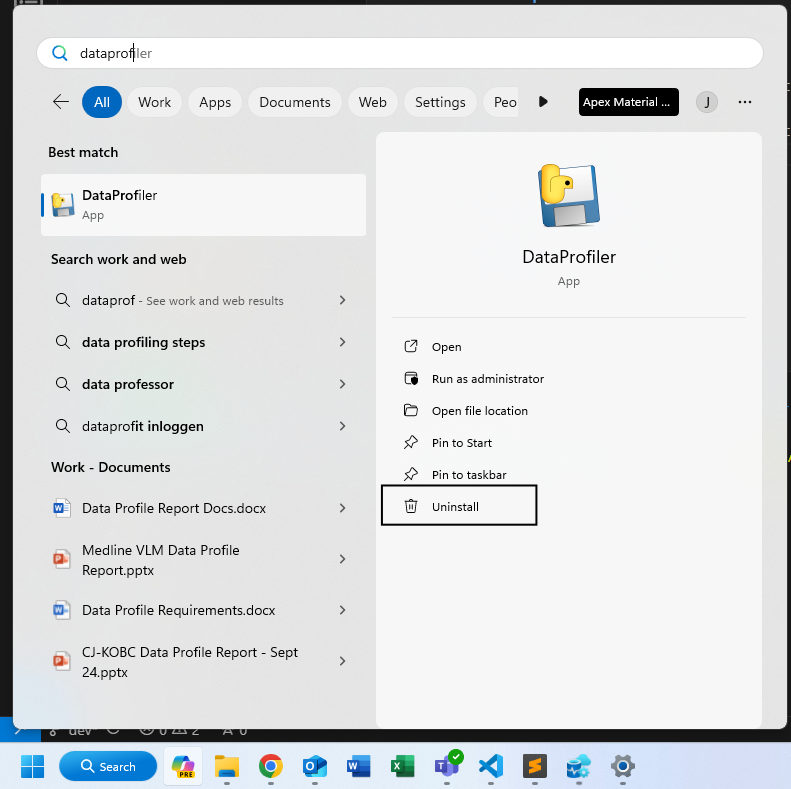 dataprofiler
All
Work
Apps
Documents
Web
Settings
Peo
Apex Material ...
J
Best match
DataProfiler
App
Search work and web
dataprof - See work and web results
data profiling steps
data professor
dataprofit inloggen
Work - Documents
Data Profile Report Docs.docx
Medline VLM Data Profile
Report.pptx
Data Profile Requirements.docx
CJ-KOBC Data Profile Report - Sept
24.pptx
DataProfiler
App
Open
Run as administrator
Open file location
Pin to Start
Pin to taskbar
Uninstall
dev
0 2 0
Search
PRE